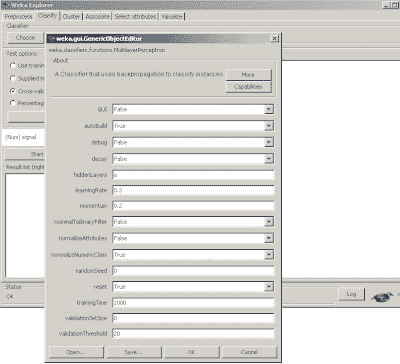 Weka Explorer
Preprocess Classify Cluster Associate Select attributes Visualize
Classifier
Choose
weka.gui.GenericObjectEditor
weka.classifiers.functions.MultilayerPerceptron
About
A Classifier that uses backpropagation to classify instances
More
Capabilities
Test options
Use traini
Supplied t
Cross-vali
Percentag
(Num) signal
Start
Result list (right
GUI False
autoBuild True
debug False
decay False
hiddenLayers a
learningRate 0.3
momentum 0.2
nominalToBinaryFilter False
normalizeAttributes False
normalizeNumericClass True
randomSeed 0
reset True
trainingTime 1000
validationSetSize 0
validationThreshold 20
Open... Save... OK Cancel
Status
OK
Log